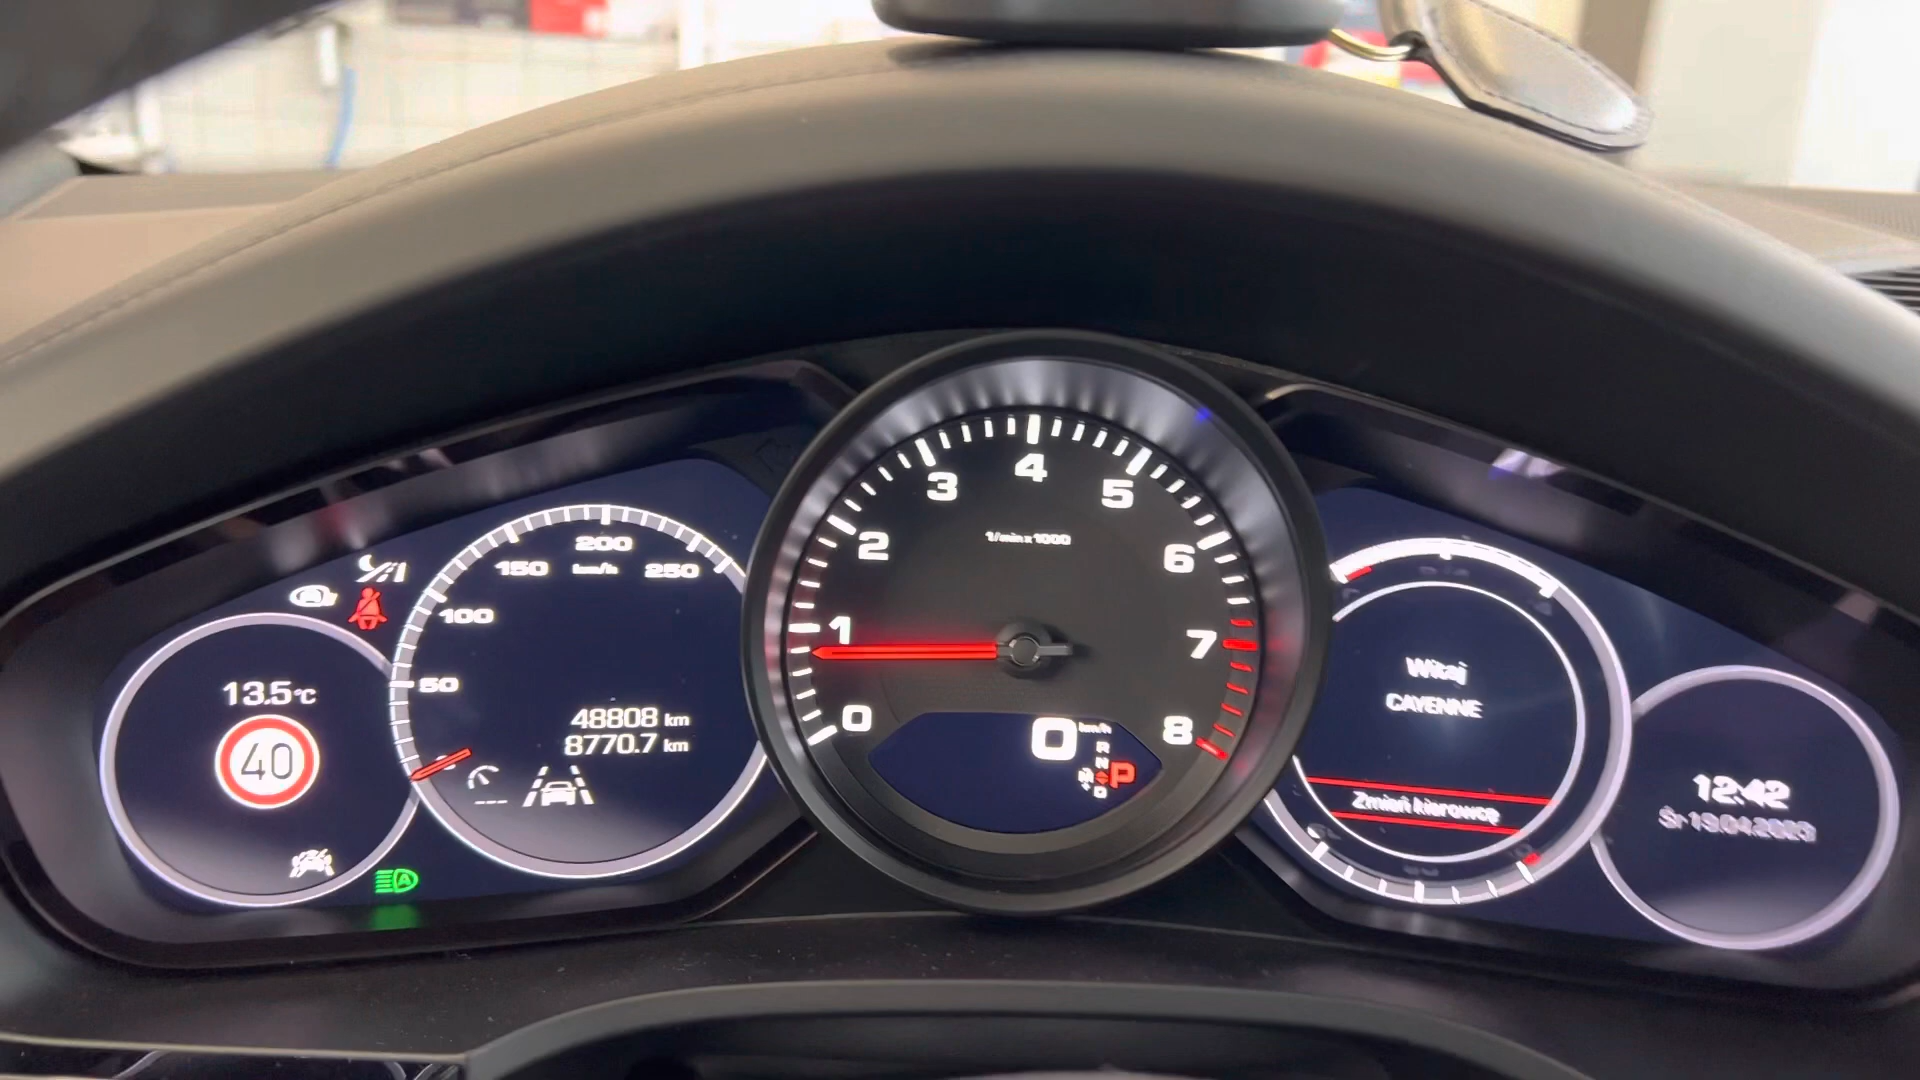 13.5°C
40
A
0
50
100
150
200
250
km/h
48808 km
8770.7 km
---
0
1
2
3
4
5
6
7
8
1/min x 1000
0 km/h
R
N
M P
D
Witaj
CAYENNE
Zmień kierowcę
12:42
Śr 19.04.2023